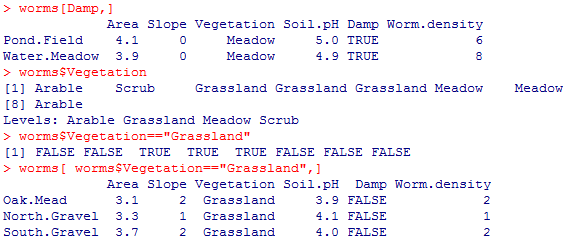 > worms[Damp,]
             Area Slope Vegetation Soil.pH Damp Worm.density
Pond.Field    4.1     0     Meadow     5.0 TRUE            6
Water.Meadow  3.9     0     Meadow     4.9 TRUE            8
> worms$Vegetation
[1] Arable    Scrub     Grassland Grassland Grassland Meadow    Meadow
[8] Arable
Levels: Arable Grassland Meadow Scrub
> worms$Vegetation=="Grassland"
[1] FALSE FALSE  TRUE  TRUE  TRUE FALSE FALSE FALSE
> worms[ worms$Vegetation=="Grassland",]
             Area Slope Vegetation Soil.pH  Damp Worm.density
Oak.Mead      3.1     2  Grassland     3.9 FALSE            2
North.Gravel  3.3     1  Grassland     4.1 FALSE            1
South.Gravel  3.7     2  Grassland     4.0 FALSE            2